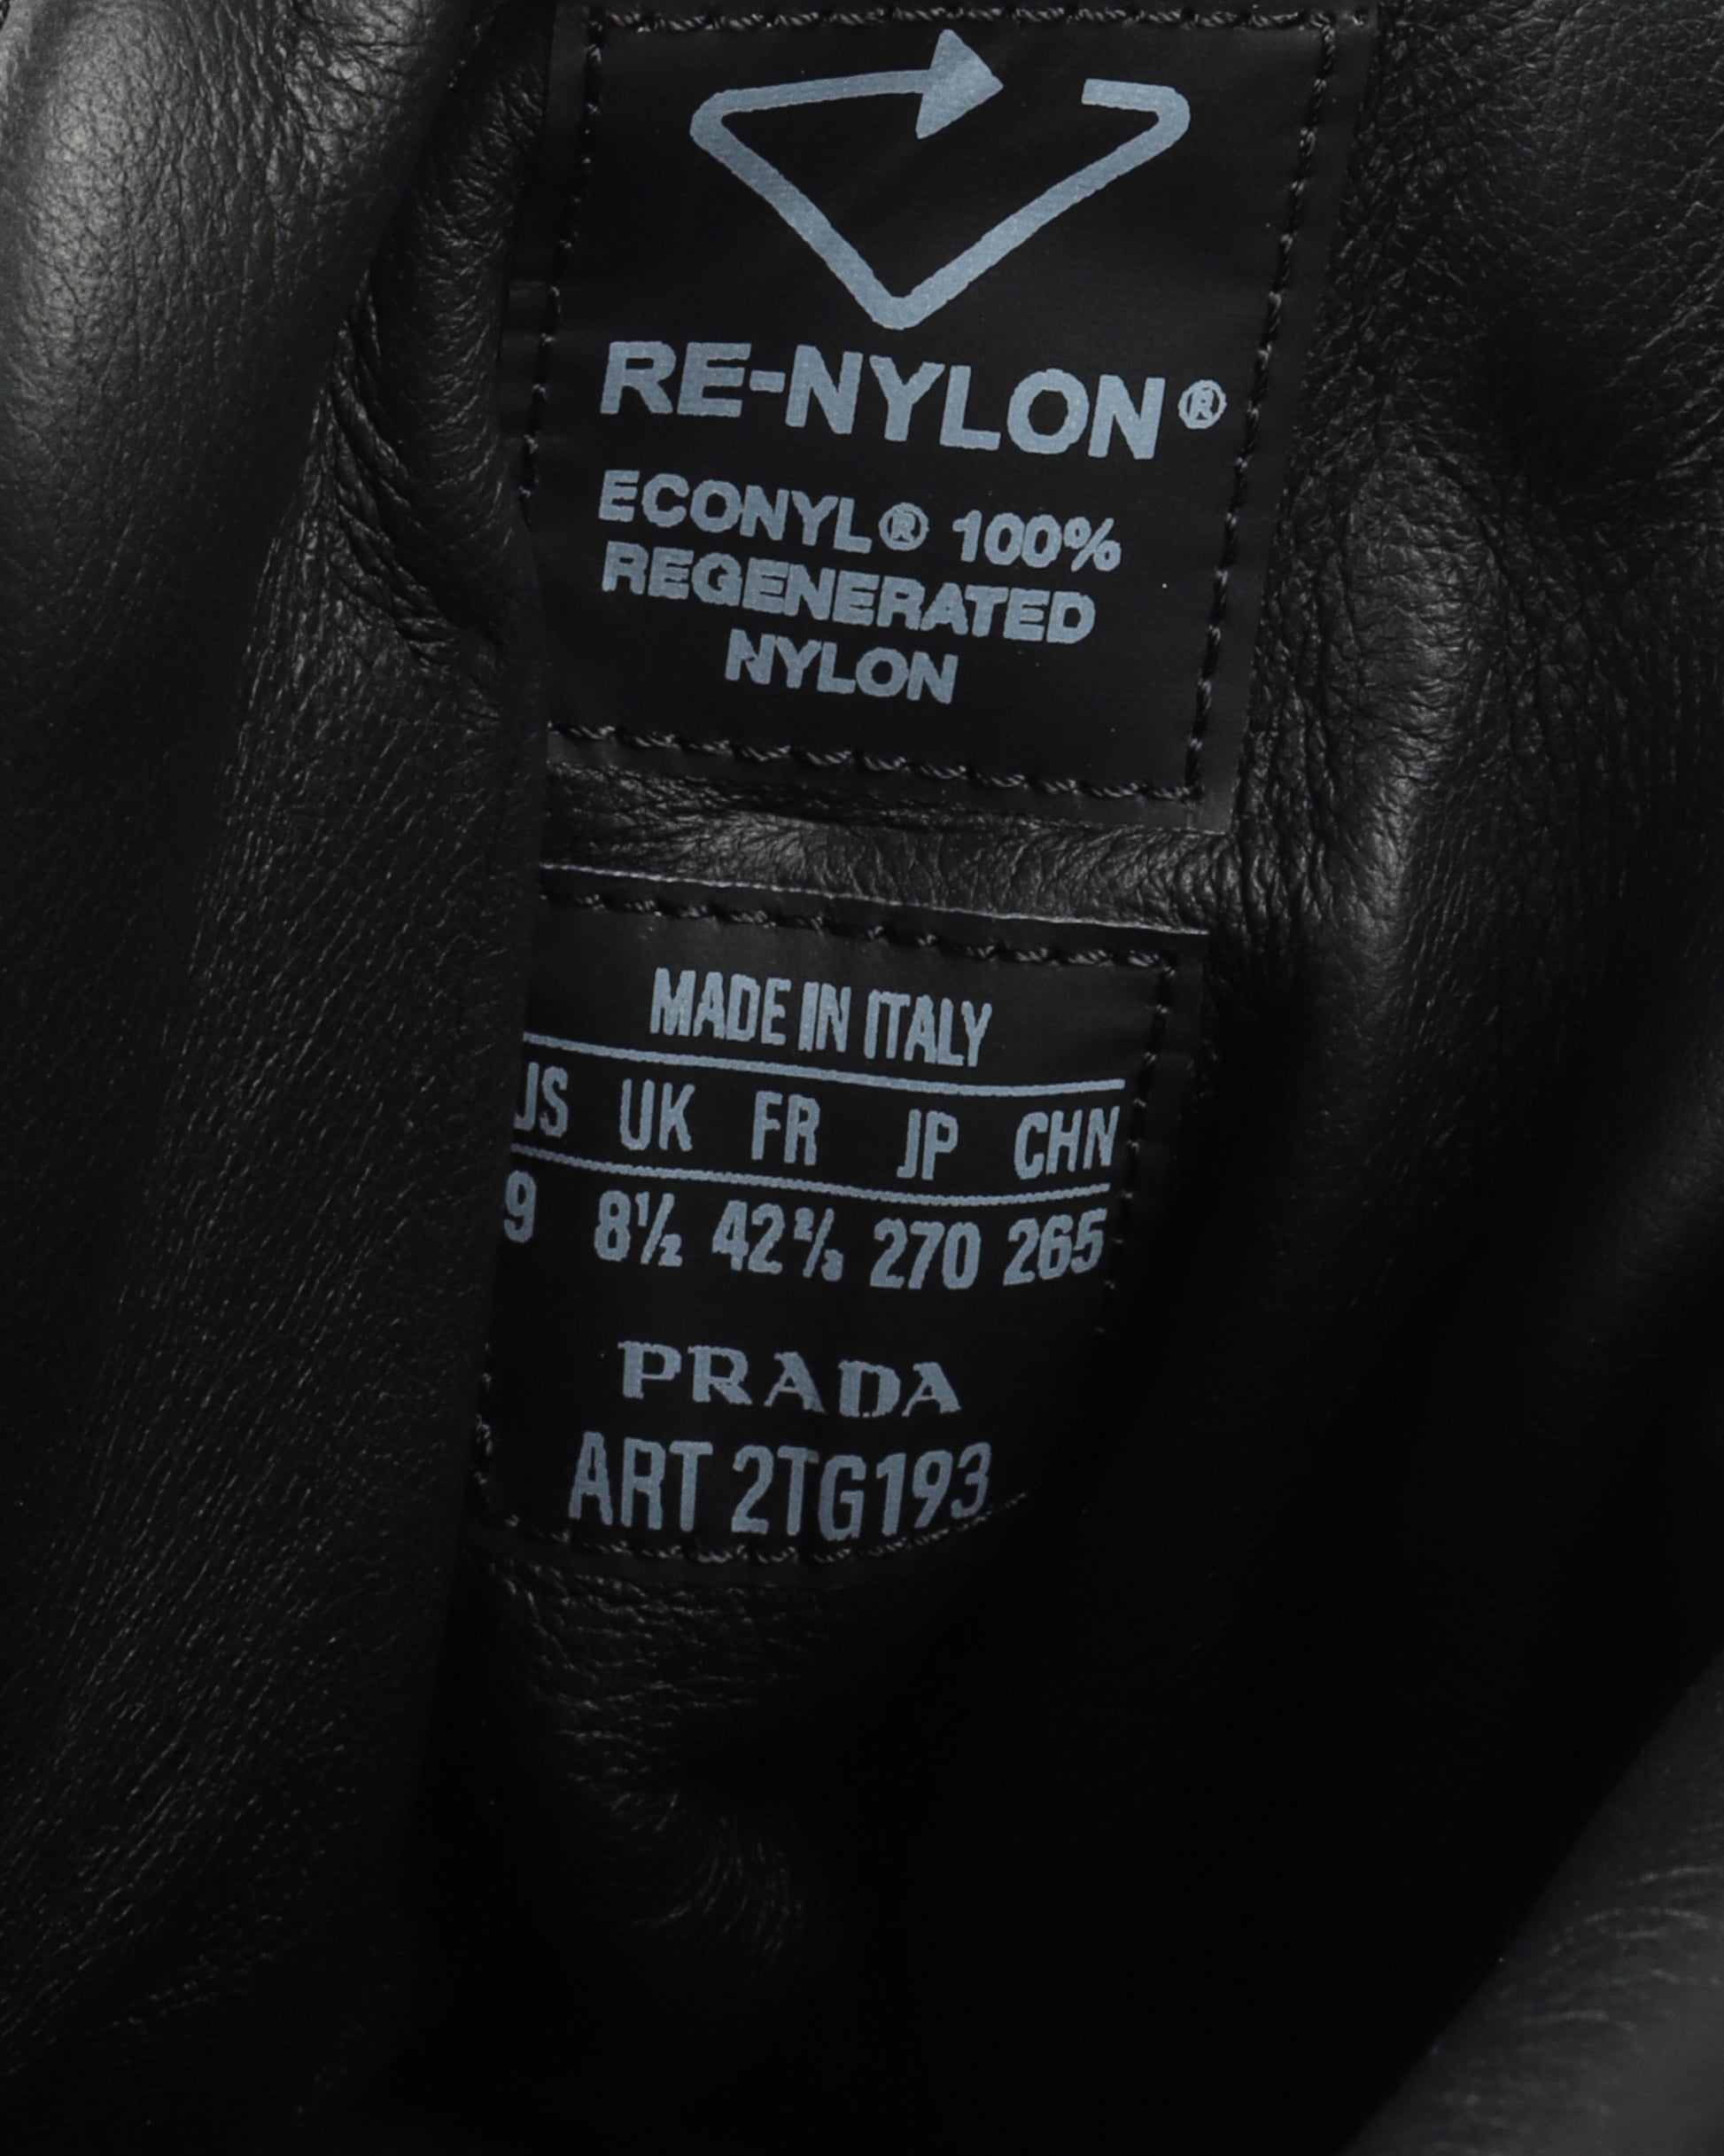 RE-NYLON®
ECONYL® 100%
REGENERATED
NYLON
MADE IN ITALY
US UK FR JP CHN
9 8½ 42⅔ 270 265
PRADA
ART 2TG193